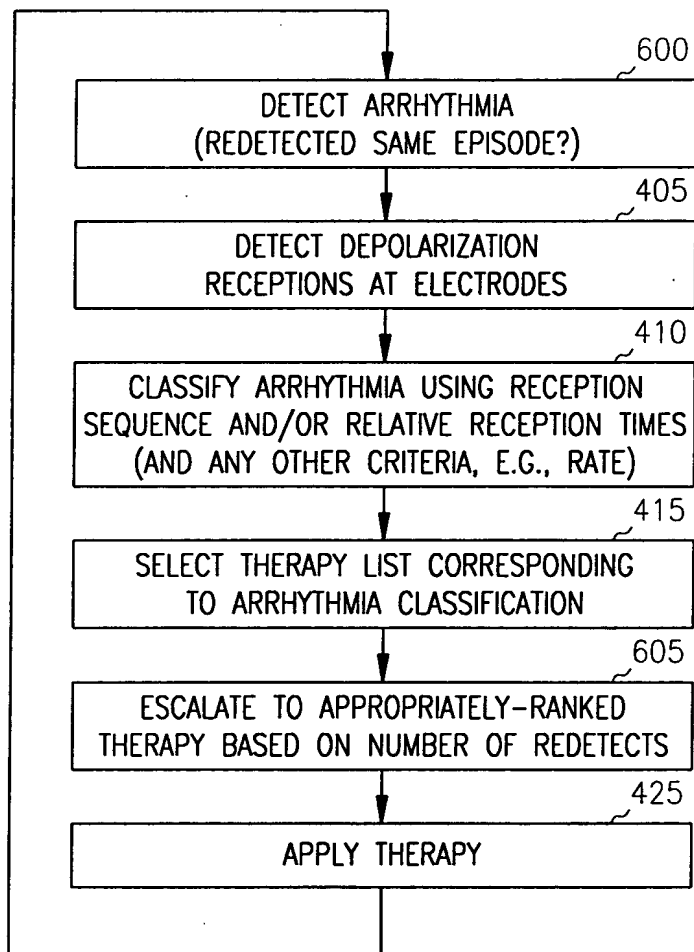 600
DETECT ARRHYTHMIA
(REDETECTED SAME EPISODE?)
405
DETECT DEPOLARIZATION
RECEPTIONS AT ELECTRODES
410
CLASSIFY ARRHYTHMIA USING RECEPTION
SEQUENCE AND/OR RELATIVE RECEPTION TIMES
(AND ANY OTHER CRITERIA, E.G., RATE)
415
SELECT THERAPY LIST CORRESPONDING
TO ARRHYTHMIA CLASSIFICATION
605
ESCALATE TO APPROPRIATELY-RANKED
THERAPY BASED ON NUMBER OF REDETECTS
425
APPLY THERAPY